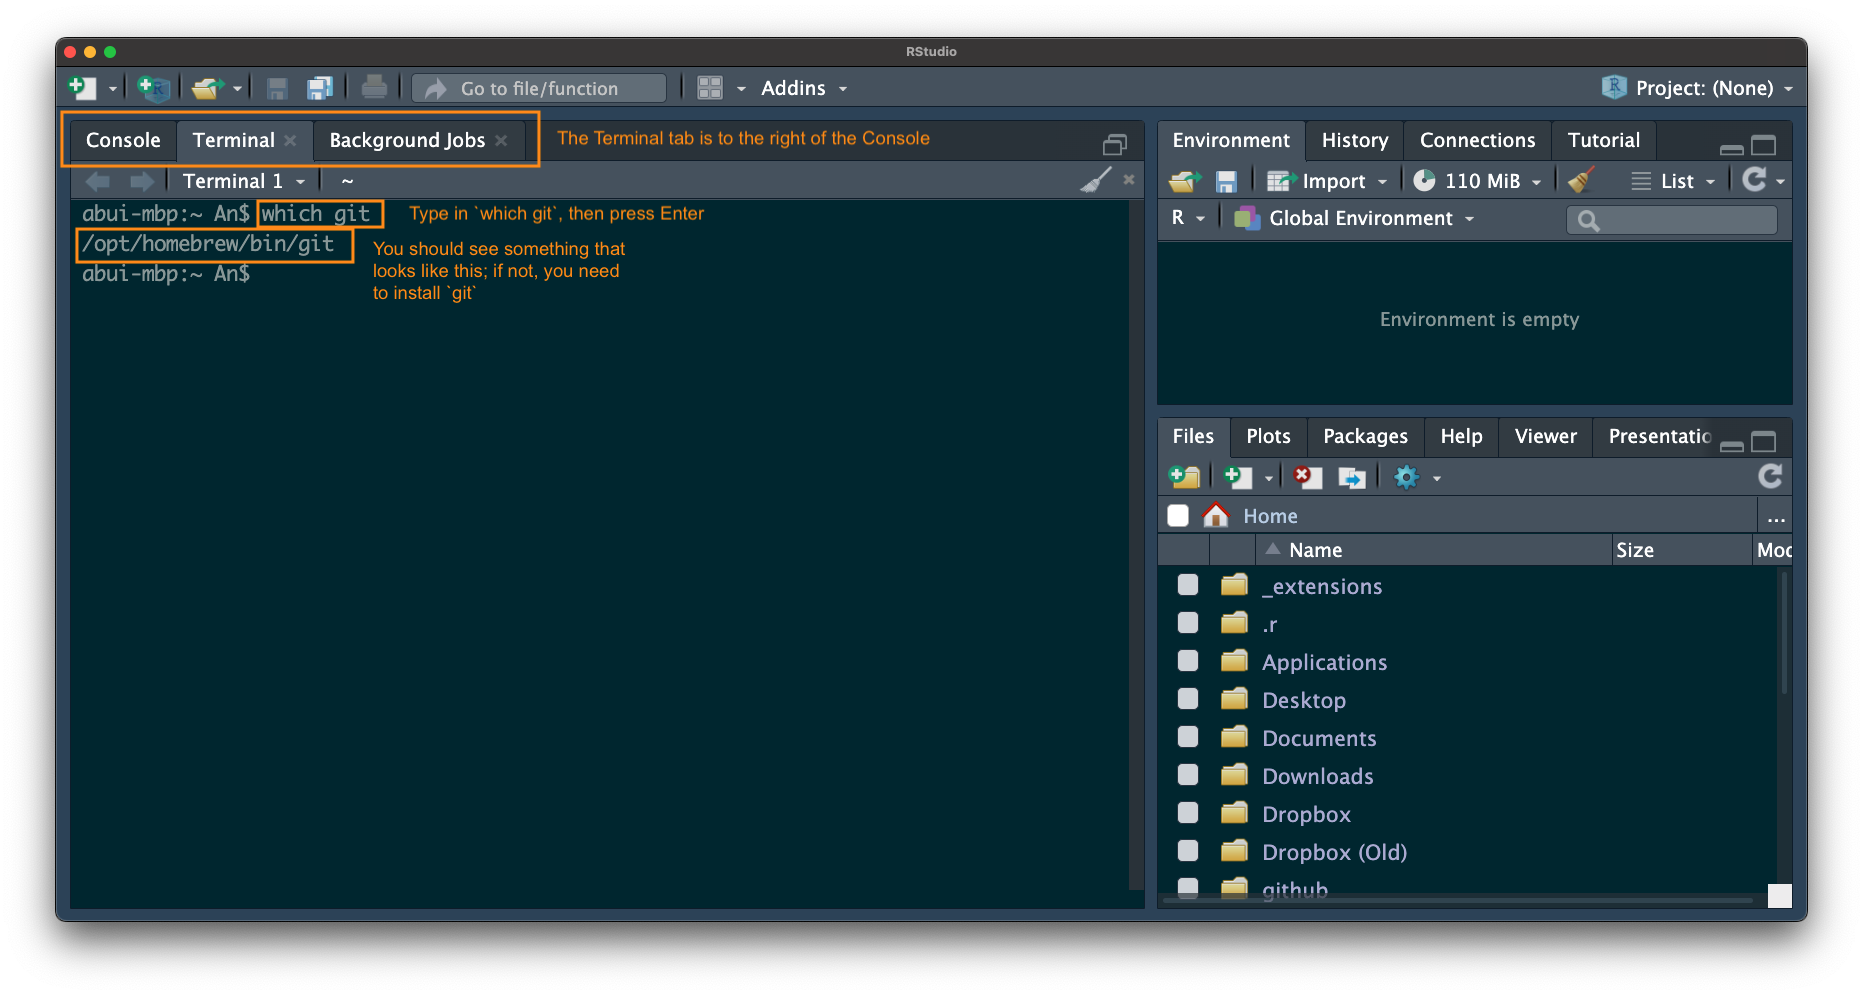 RStudio
Go to file/function
Addins
Project: (None)
Console
Terminal
Background Jobs
The Terminal tab is to the right of the Console
Terminal 1
~
abui-mbp:~ An$ which git
Type in `which git`, then press Enter
/opt/homebrew/bin/git
You should see something that
looks like this; if not, you need
to install `git`
abui-mbp:~ An$
Environment
History
Connections
Tutorial
Import
110 MiB
List
R
Global Environment
Environment is empty
Files
Plots
Packages
Help
Viewer
Presentatio
Home
...
Name
Size
Mod
_extensions
.r
Applications
Desktop
Documents
Downloads
Dropbox
Dropbox (Old)
github